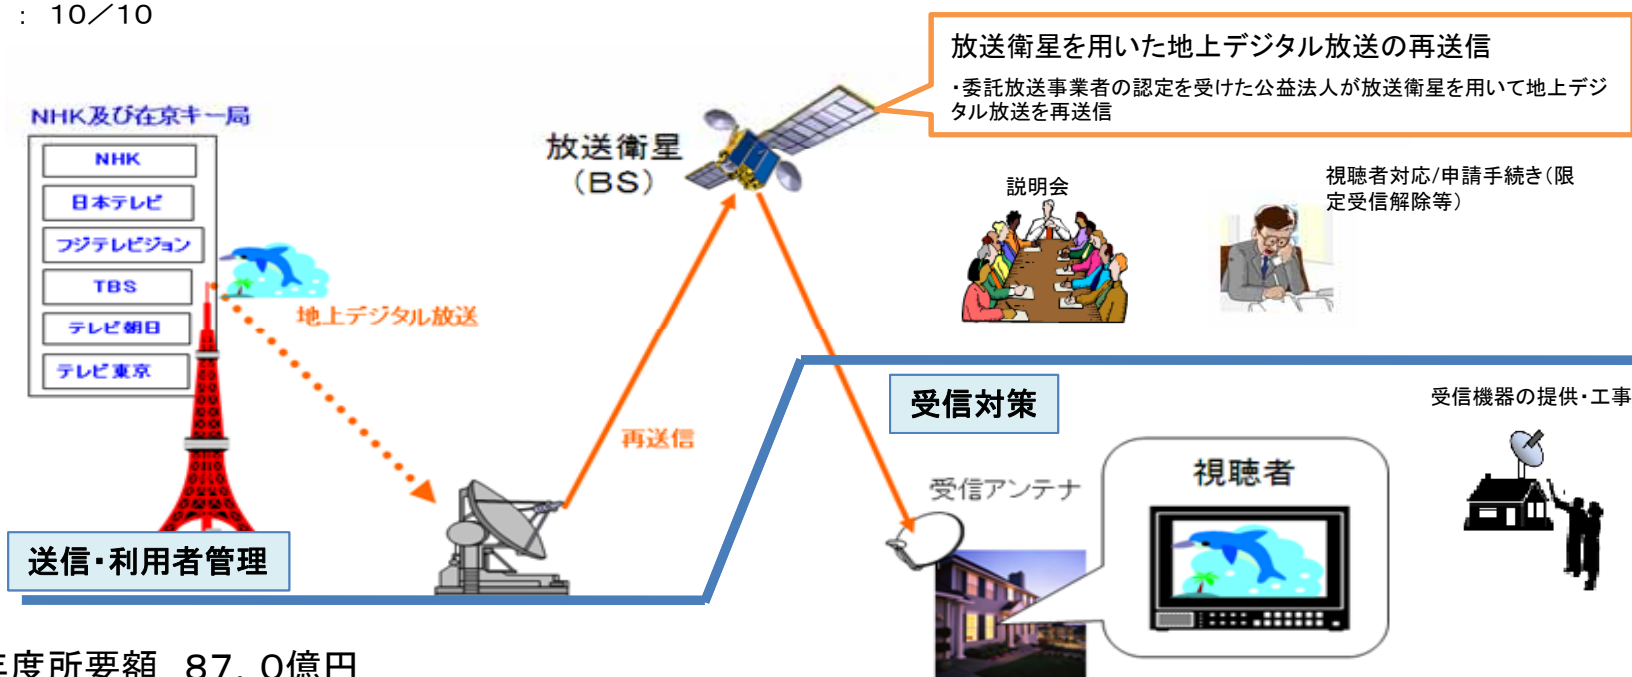 ： 10／10
放送衛星を用いた地上デジタル放送の再送信
・委託放送事業者の認定を受けた公益法人が放送衛星を用いて地上デジ
タル放送を再送信
NHK及び在京キー局
NHK
日本テレビ
フジテレビジョン
TBS
テレビ朝日
テレビ東京
地上デジタル放送
放送衛星
（BS）
説明会
視聴者対応/申請手続き（限
定受信解除等）
再送信
受信対策
受信機器の提供・工事
受信アンテナ
視聴者
送信・利用者管理
年度所要額　８７．０億円